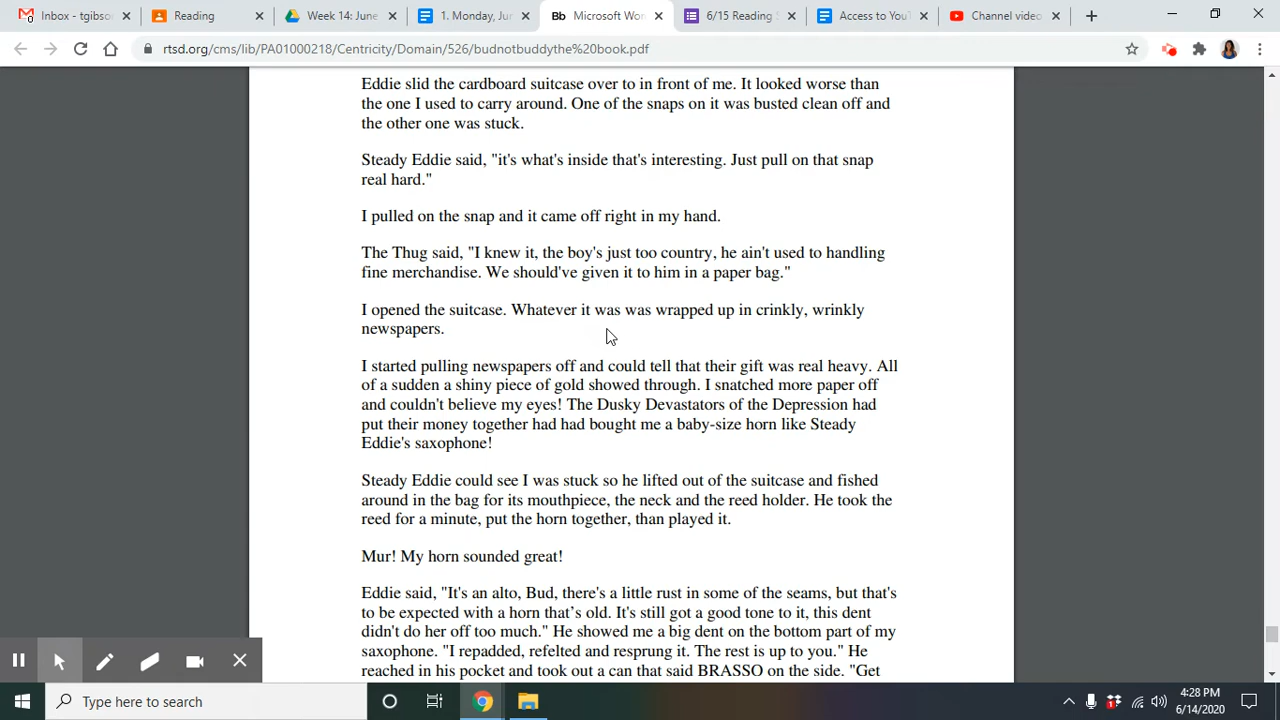 Inbox - tgibson
Reading
Week 14: June
1. Monday, Ju
Bb Microsoft Wor
6/15 Reading S
Access to YouT
Channel video
rtsd.org/cms/lib/PA01000218/Centricity/Domain/526/budnotbuddythe%20book.pdf
Eddie slid the cardboard suitcase over to in front of me. It looked worse than
the one I used to carry around. One of the snaps on it was busted clean off and
the other one was stuck.
Steady Eddie said, "it's what's inside that's interesting. Just pull on that snap
real hard."
I pulled on the snap and it came off right in my hand.
The Thug said, "I knew it, the boy's just too country, he ain't used to handling
fine merchandise. We should've given it to him in a paper bag."
I opened the suitcase. Whatever it was was wrapped up in crinkly, wrinkly
newspapers.
I started pulling newspapers off and could tell that their gift was real heavy. All
of a sudden a shiny piece of gold showed through. I snatched more paper off
and couldn't believe my eyes! The Dusky Devastators of the Depression had
put their money together had had bought me a baby-size horn like Steady
Eddie's saxophone!
Steady Eddie could see I was stuck so he lifted out of the suitcase and fished
around in the bag for its mouthpiece, the neck and the reed holder. He took the
reed for a minute, put the horn together, than played it.
Mur! My horn sounded great!
Eddie said, "It's an alto, Bud, there's a little rust in some of the seams, but that's
to be expected with a horn that’s old. It's still got a good tone to it, this dent
didn't do her off too much." He showed me a big dent on the bottom part of my
saxophone. "I repadded, refelted and resprung it. The rest is up to you." He
reached in his pocket and took out a can that said BRASSO on the side. "Get
Type here to search
4:28 PM
6/14/2020